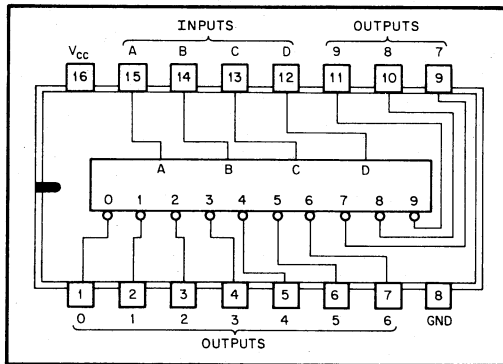 INPUTS OUTPUTS
VCC A B C D 9 8 7
16 15 14 13 12 11 10 9
A B C D
0 1 2 3 4 5 6 7 8 9
1 2 3 4 5 6 7 8
0 1 2 3 4 5 6 GND
OUTPUTS